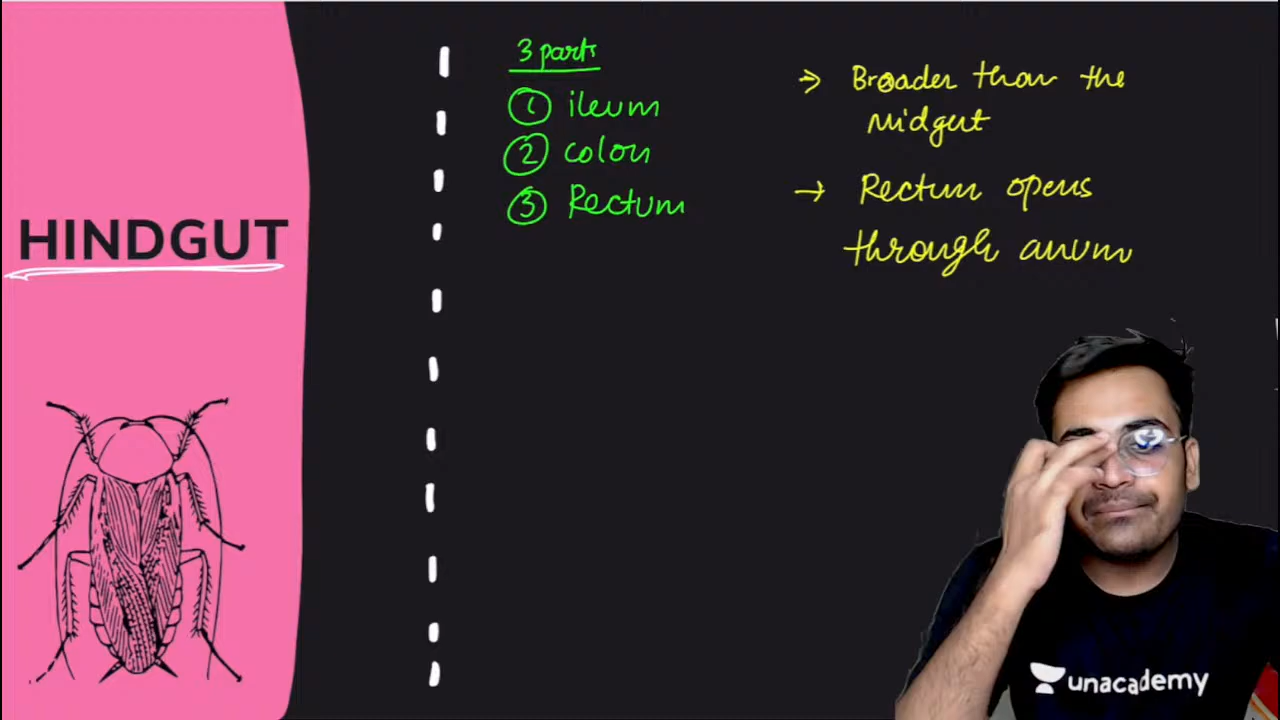 HINDGUT
3 parts
① ileum
② colon
③ Rectum
→ Broader than the
midgut
→ Rectum opens
through anum
unacademy